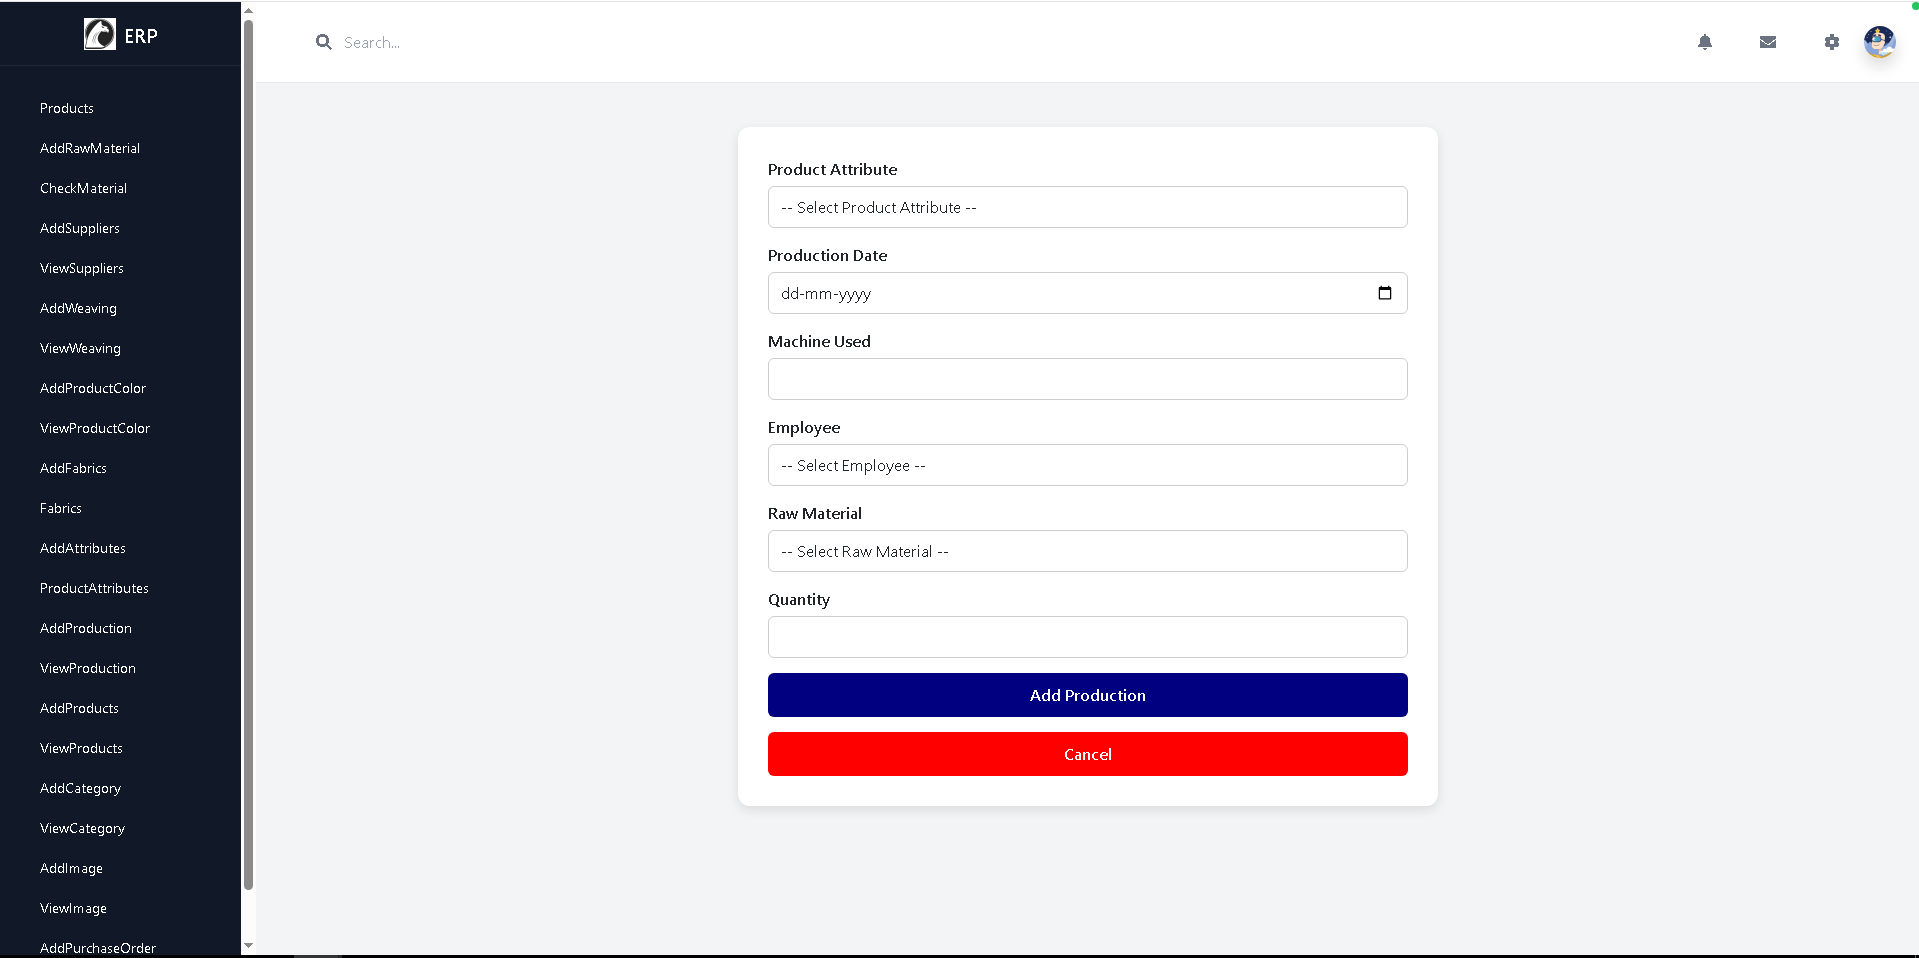 ERP
Products
AddRawMaterial
CheckMaterial
AddSuppliers
ViewSuppliers
AddWeaving
ViewWeaving
AddProductColor
ViewProductColor
AddFabrics
Fabrics
AddAttributes
ProductAttributes
AddProduction
ViewProduction
AddProducts
ViewProducts
AddCategory
ViewCategory
AddImage
ViewImage
AddPurchaseOrder
Search...
Product Attribute
-- Select Product Attribute --
Production Date
dd-mm-yyyy
Machine Used
Employee
-- Select Employee --
Raw Material
-- Select Raw Material --
Quantity
Add Production
Cancel